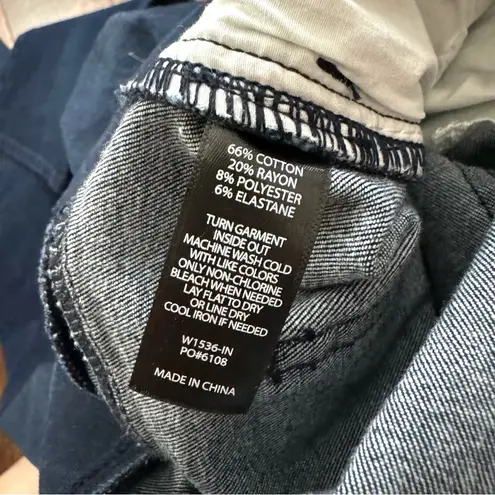 66% COTTON
20% RAYON
8% POLYESTER
6% ELASTANE
TURN GARMENT
INSIDE OUT
MACHINE WASH COLD
WITH LIKE COLORS
ONLY NON-CHLORINE
BLEACH WHEN NEEDED
LAY FLAT TO DRY
OR LINE DRY
COOL IRON IF NEEDED
W1536-IN
PO#6108
MADE IN CHINA